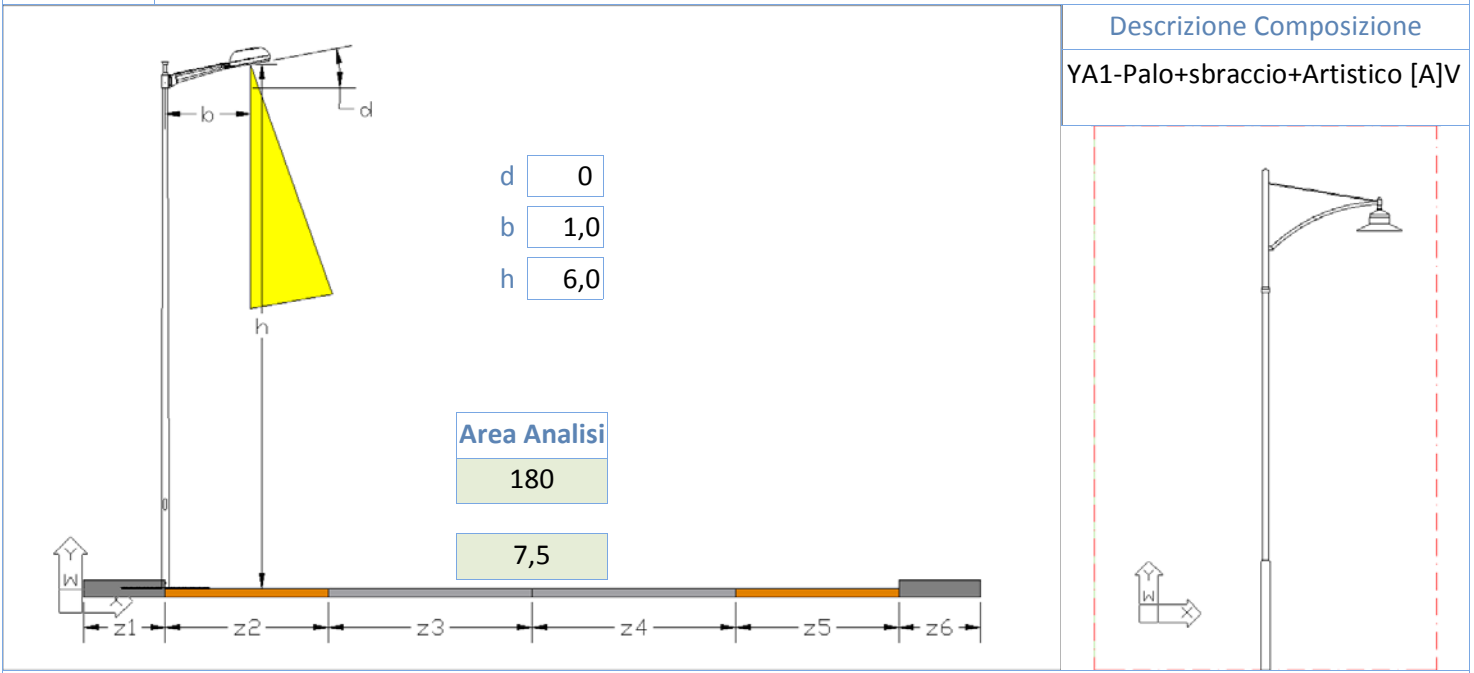 Descrizione Composizione
YA1-Palo+sbraccio+Artistico [A]V
b
d
d 0
b 1,0
h 6,0
h
Area Analisi
180
7,5
Y
W
z1
z2
z3
z4
z5
z6
Y
W
X